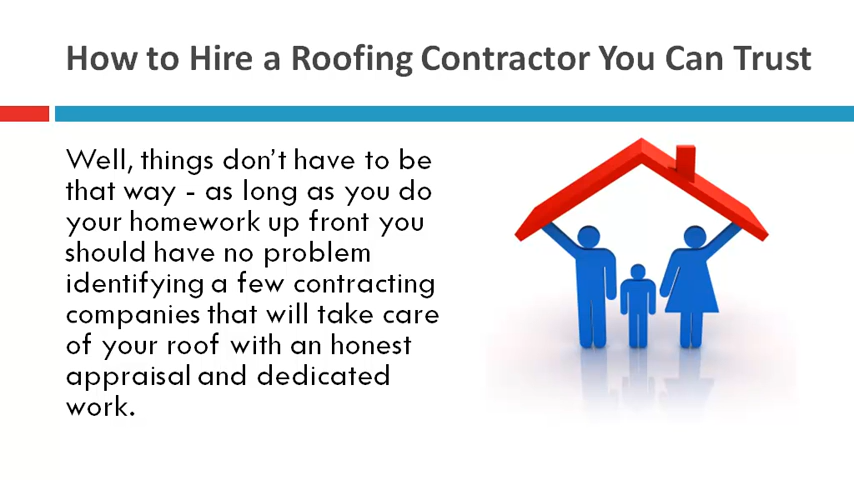 How to Hire a Roofing Contractor You Can Trust
Well, things don't have to be
that way - as long as you do
your homework up front you
should have no problem
identifying a few contracting
companies that will take care
of your roof with an honest
appraisal and dedicated
work.